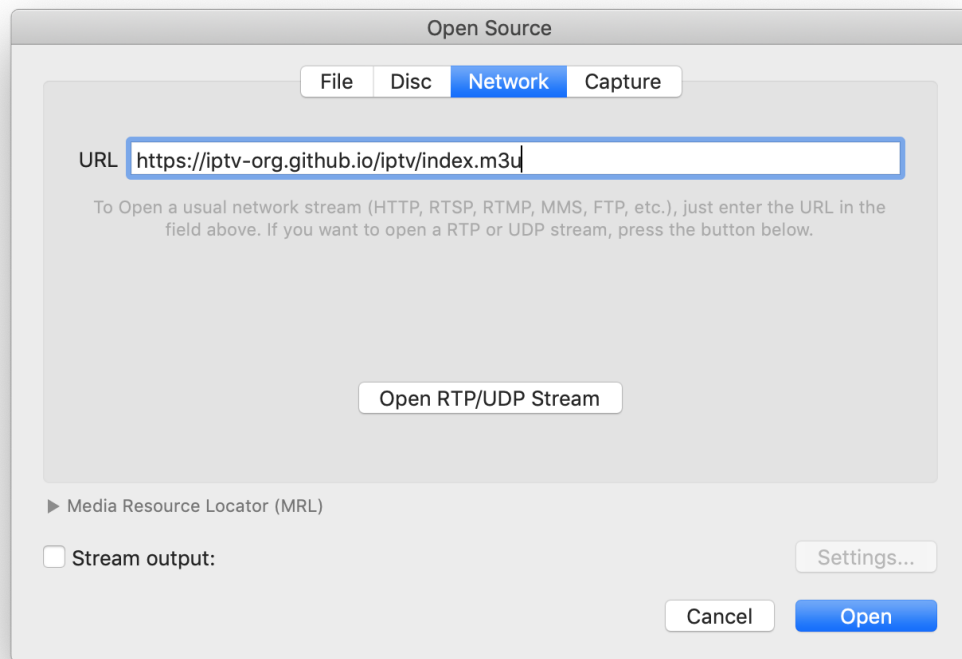 Open Source
File Disc Network Capture
URL https://iptv-org.github.io/iptv/index.m3u
To Open a usual network stream (HTTP, RTSP, RTMP, MMS, FTP, etc.), just enter the URL in the
field above. If you want to open a RTP or UDP stream, press the button below.
Open RTP/UDP Stream
Media Resource Locator (MRL)
Stream output:
Settings...
Cancel Open